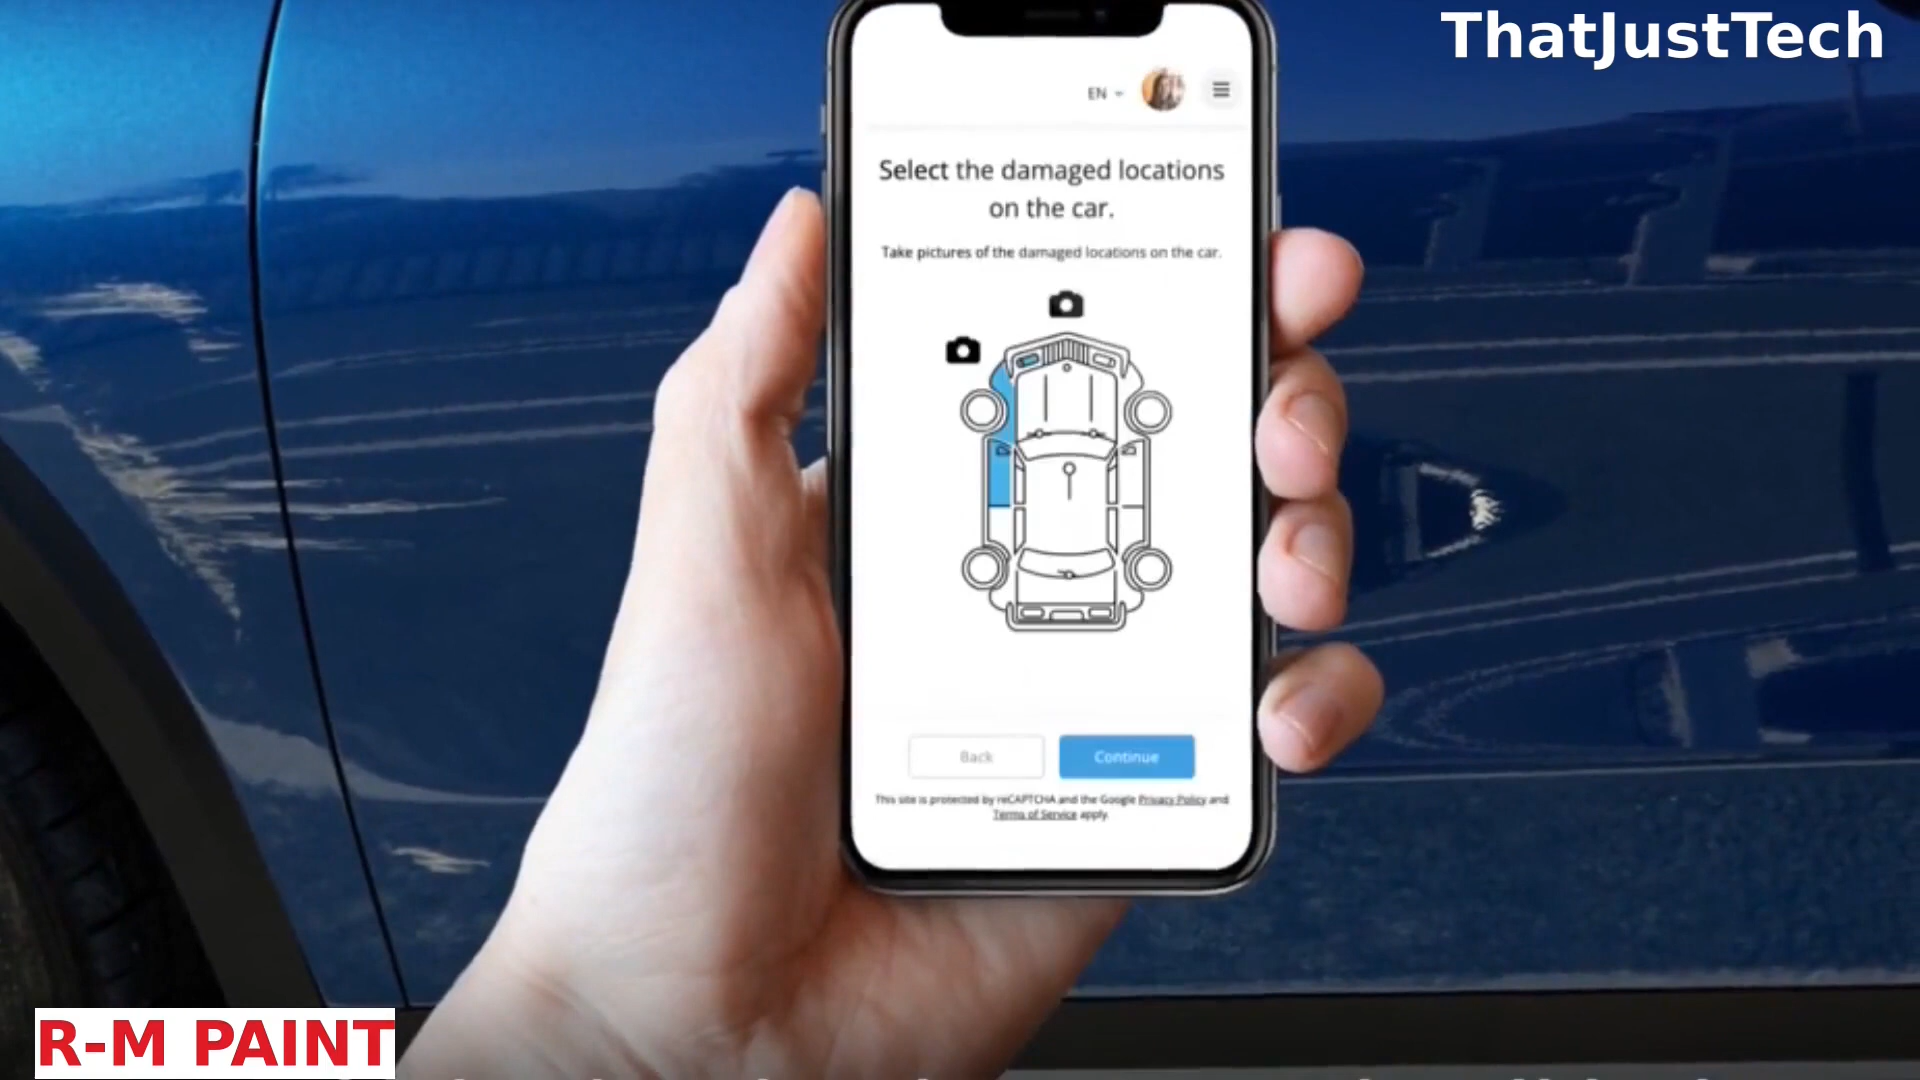 ThatJustTech
EN
Select the damaged locations
on the car.
Take pictures of the damaged locations on the car.
Back
Continue
This site is protected by reCAPTCHA and the Google Privacy Policy and
Terms of Service apply.
R-M PAINT